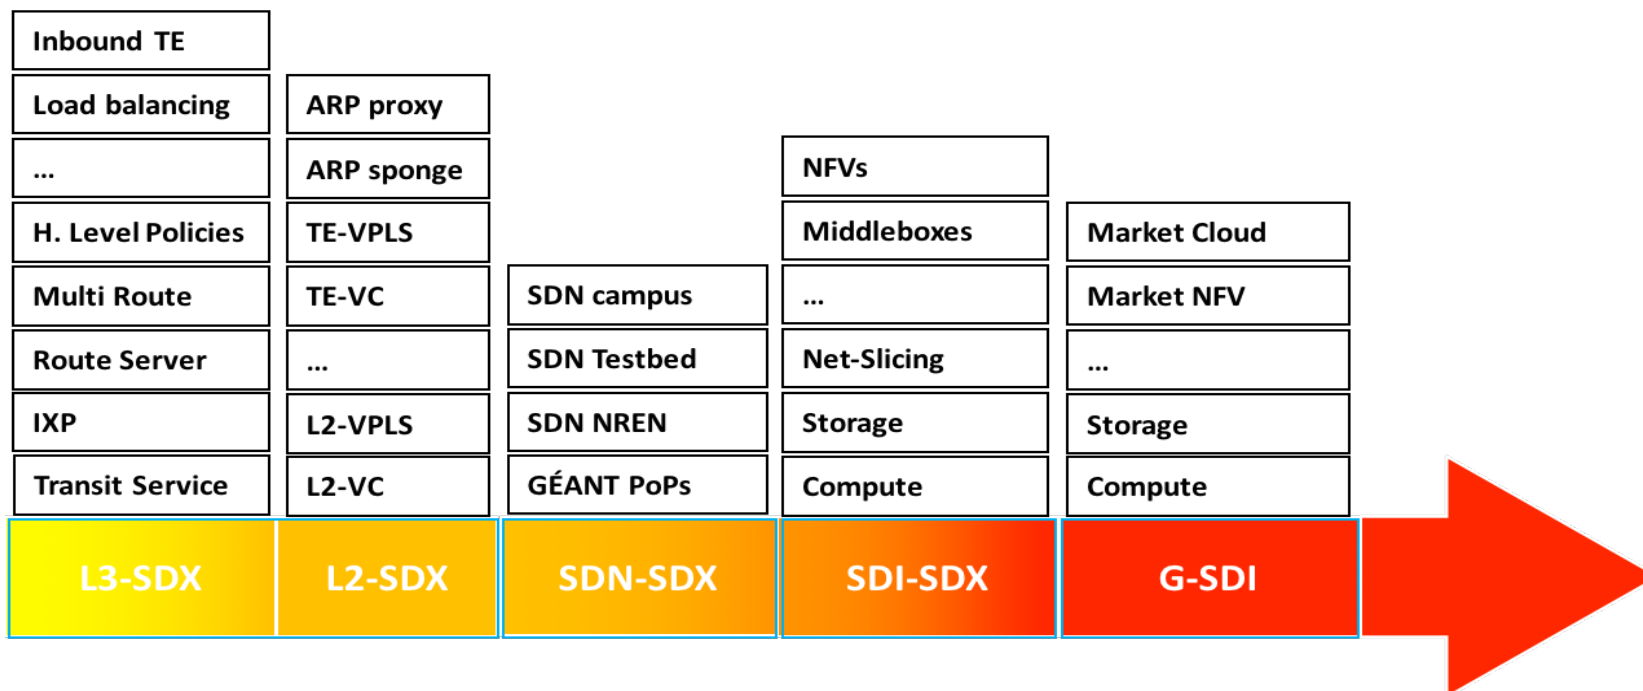 Inbound TE
Load balancing
...
H. Level Policies
Multi Route
Route Server
IXP
Transit Service
L3-SDX
ARP proxy
ARP sponge
TE-VPLS
TE-VC
...
L2-VPLS
L2-VC
L2-SDX
SDN campus
SDN Testbed
SDN NREN
GÉANT PoPs
SDN-SDX
NFVs
Middleboxes
...
Net-Slicing
Storage
Compute
SDI-SDX
Market Cloud
Market NFV
...
Storage
Compute
G-SDI